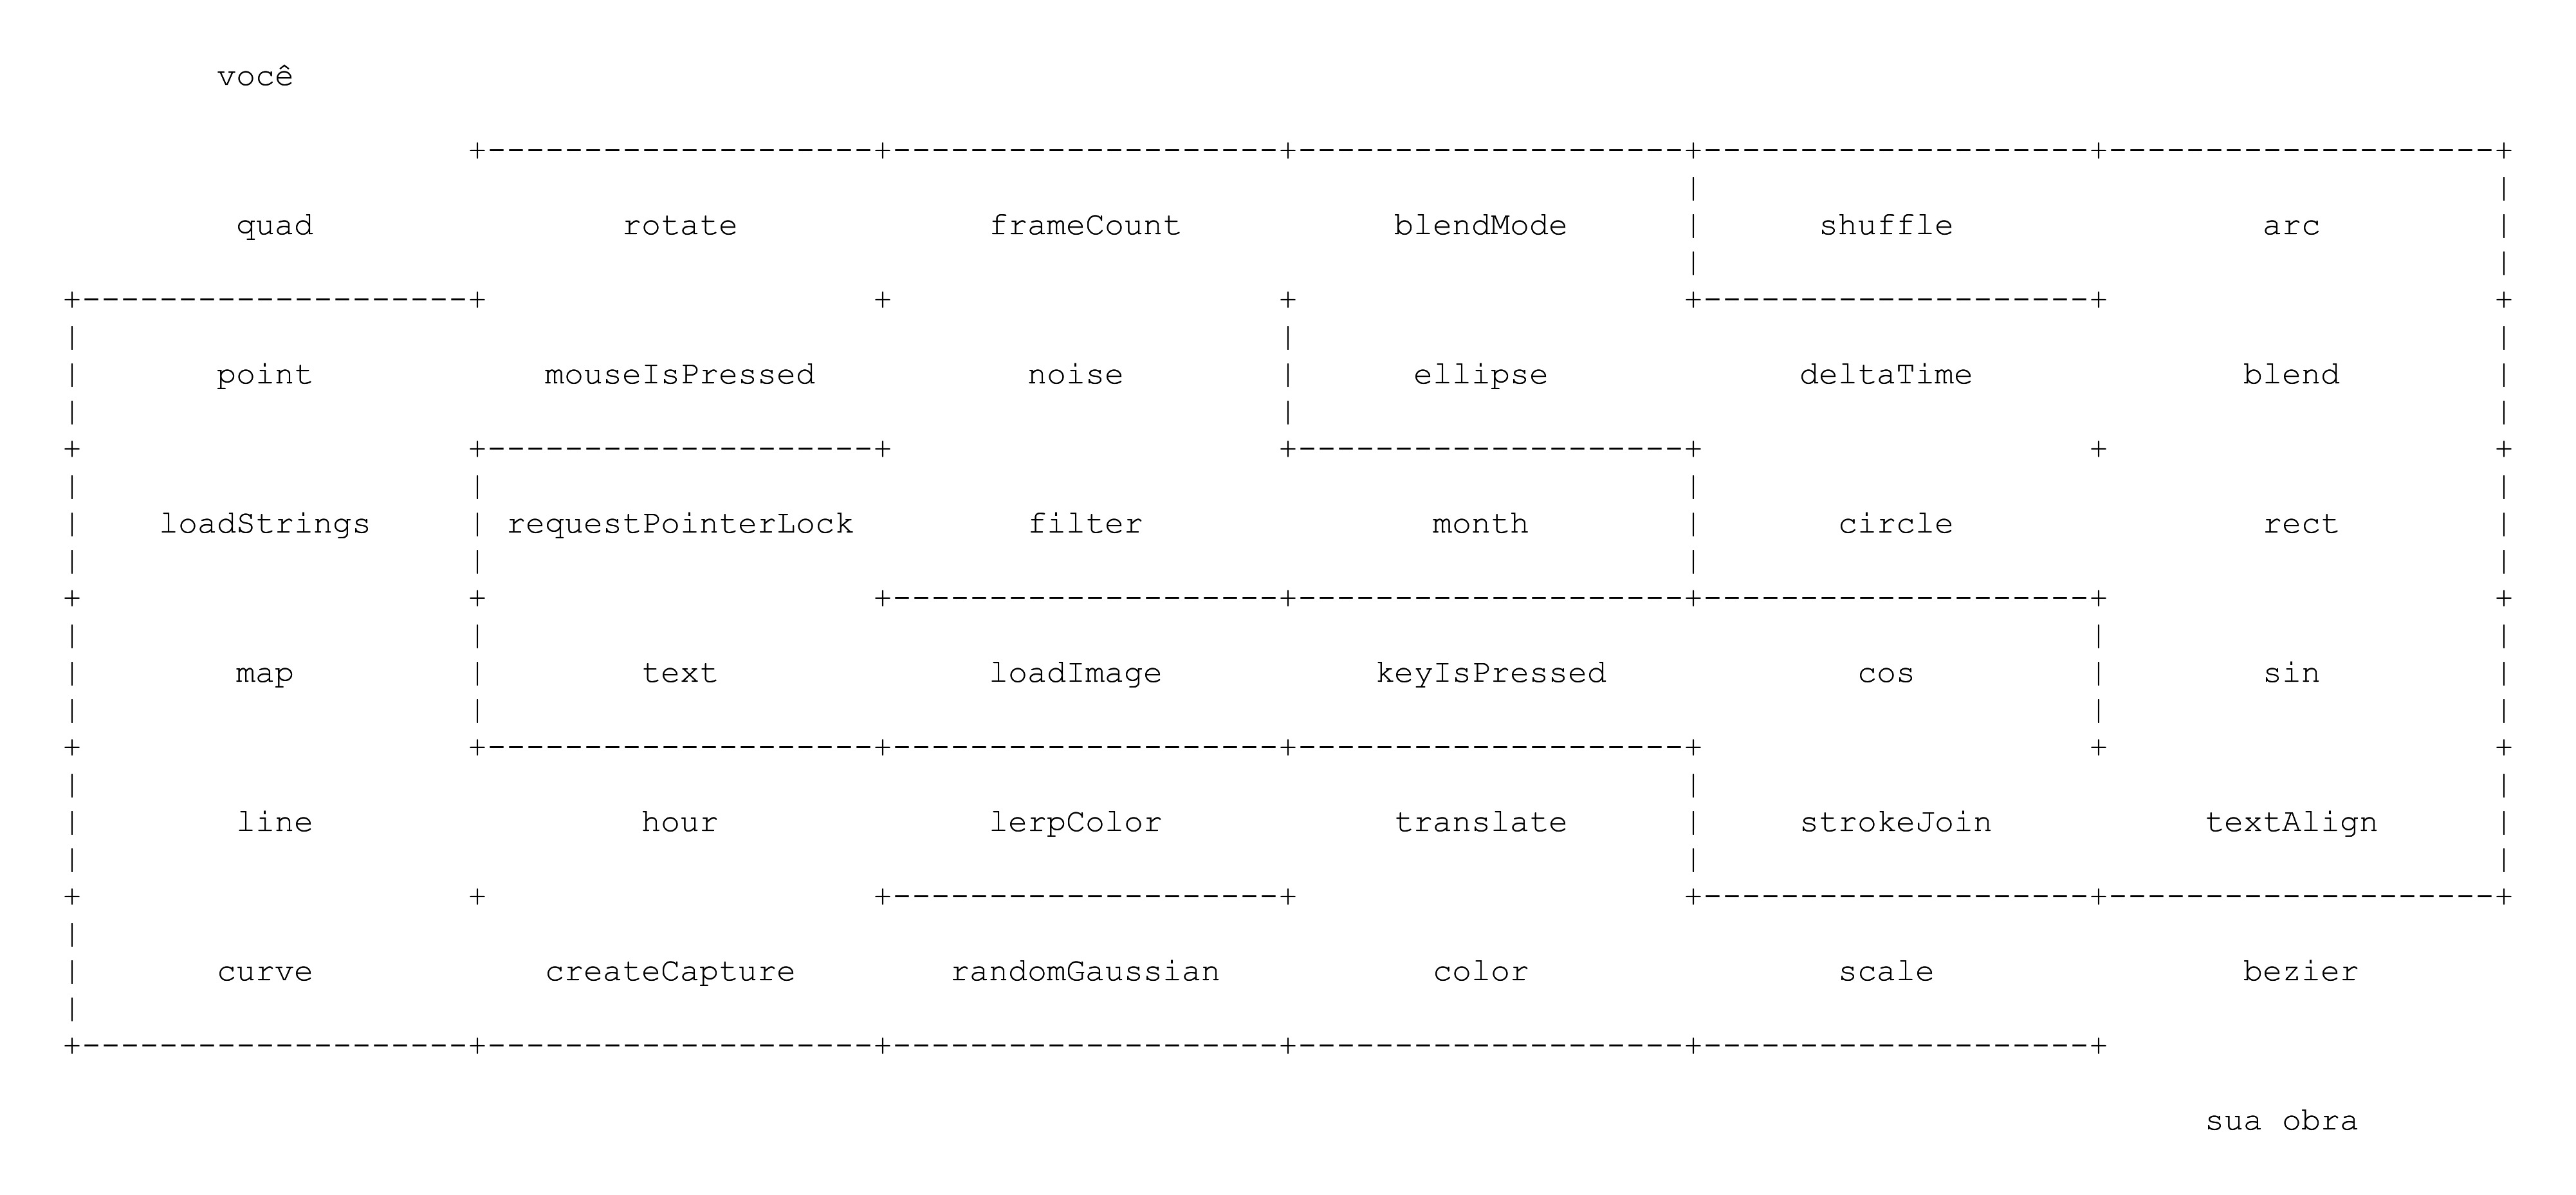 você
quad rotate frameCount blendMode shuffle arc
point mouseIsPressed noise ellipse deltaTime blend
loadStrings requestPointerLock filter month circle rect
map text loadImage keyIsPressed cos sin
line hour lerpColor translate strokeJoin textAlign
curve createCapture randomGaussian color scale bezier
sua obra